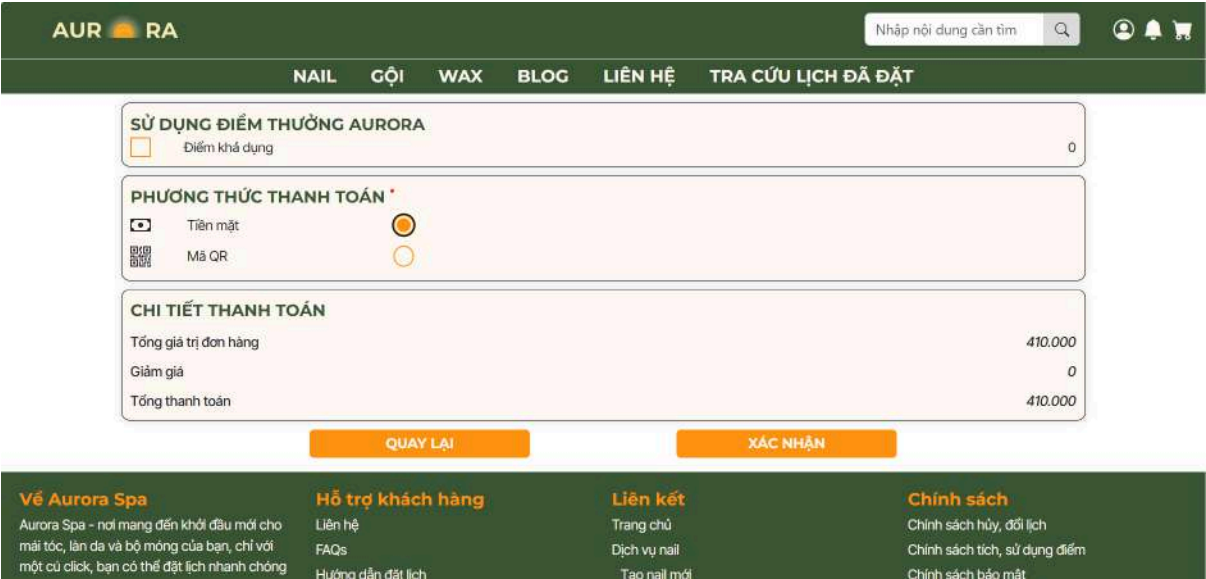 AUR RA
Nhập nội dung cần tìm
NAIL GỘI WAX BLOG LIÊN HỆ TRA CỨU LỊCH ĐÃ ĐẶT
SỬ DỤNG ĐIỂM THƯỞNG AURORA
Điểm khả dụng 0
PHƯƠNG THỨC THANH TOÁN *
Tiền mặt
Mã QR
CHI TIẾT THANH TOÁN
Tổng giá trị đơn hàng 410.000
Giảm giá 0
Tổng thanh toán 410.000
QUAY LẠI XÁC NHẬN
Về Aurora Spa Hỗ trợ khách hàng Liên kết Chính sách
Aurora Spa - nơi mang đến khởi đầu mới cho Liên hệ Trang chủ Chính sách hủy, đổi lịch
mái tóc, làn da và bộ móng của bạn, chỉ với FAQs Dịch vụ nail Chính sách tích, sử dụng điểm
một cú click, bạn có thể đặt lịch nhanh chóng Hướng dẫn đặt lịch Tạo nail mới Chính sách bảo mật